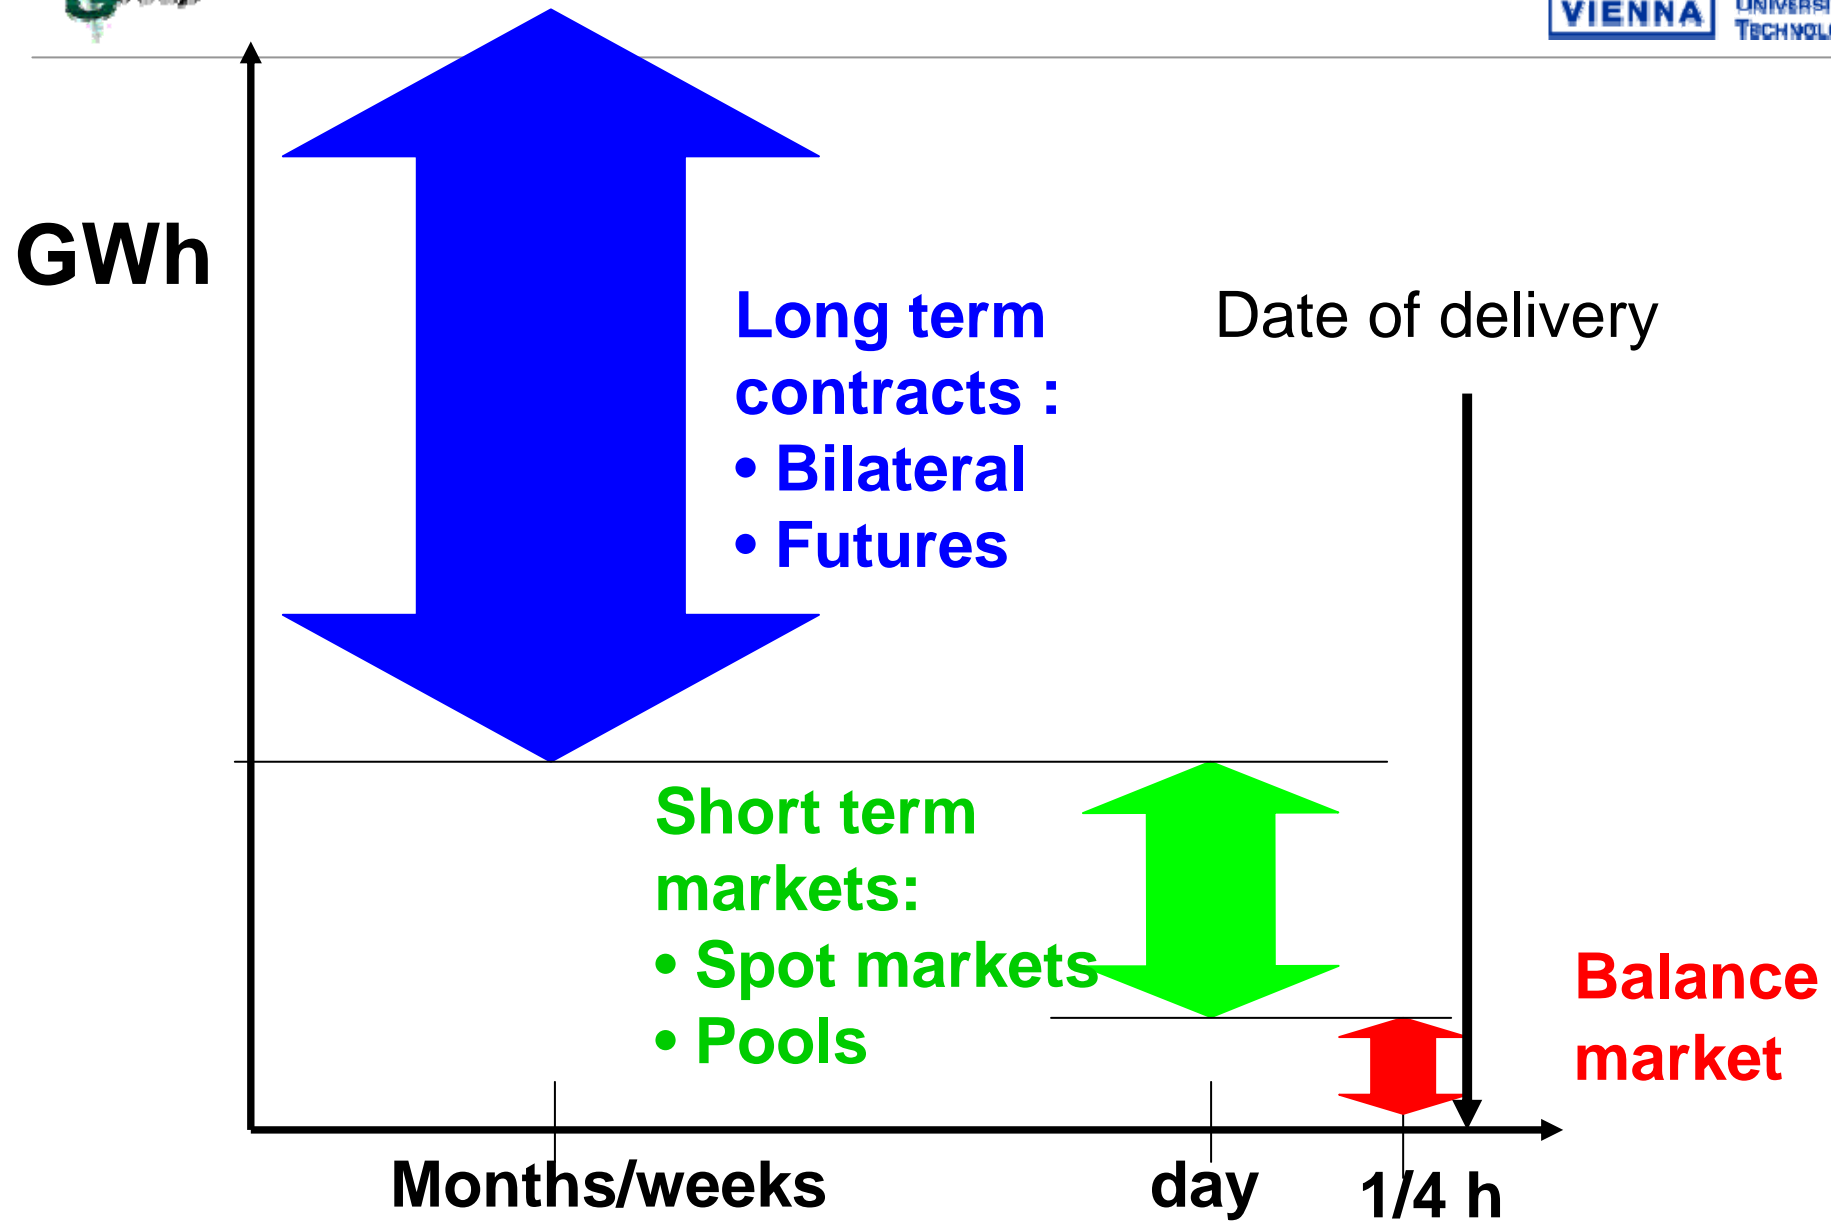 VIENNA
GWh
Long term
contracts :
• Bilateral
• Futures
Date of delivery
Short term
markets:
• Spot markets
• Pools
Balance
market
Months/weeks
day
1/4 h